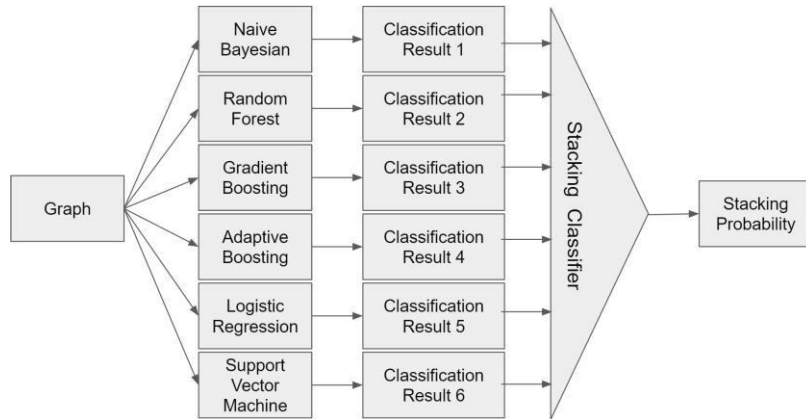 Graph
Naive
Bayesian
Classification
Result 1
Random
Forest
Classification
Result 2
Gradient
Boosting
Classification
Result 3
Adaptive
Boosting
Classification
Result 4
Logistic
Regression
Classification
Result 5
Support
Vector
Machine
Classification
Result 6
Stacking Classifier
Stacking
Probability